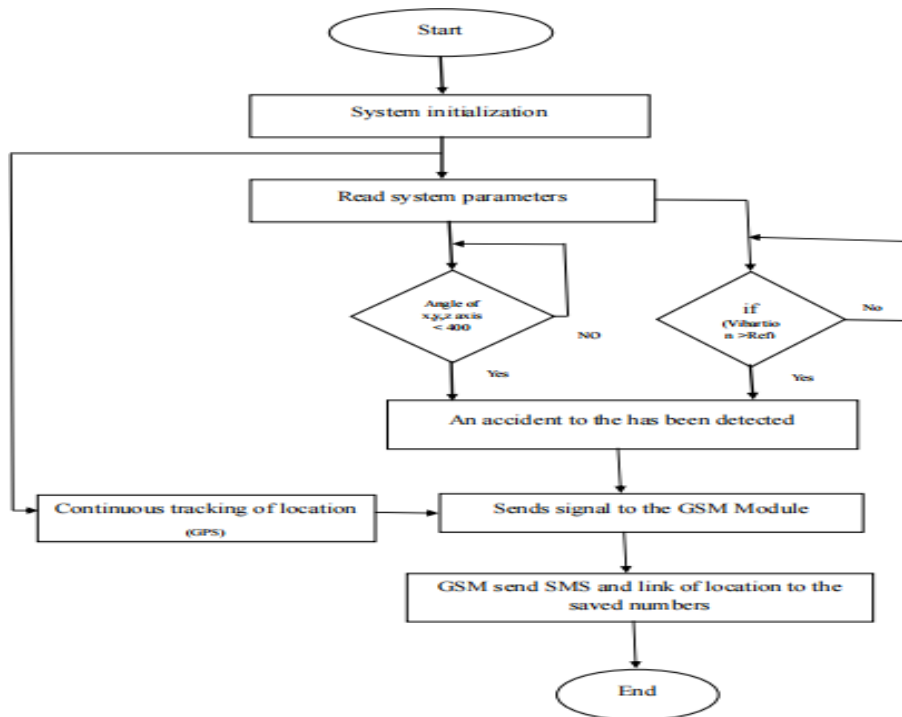 Start
System initialization
Read system parameters
Angle of
x,y,z axis
< 400
NO
Yes
if
(Vibartio
n >Ref)
No
Yes
An accident to the has been detected
Continuous tracking of location
(GPS)
Sends signal to the GSM Module
GSM send SMS and link of location to the
saved numbers
End